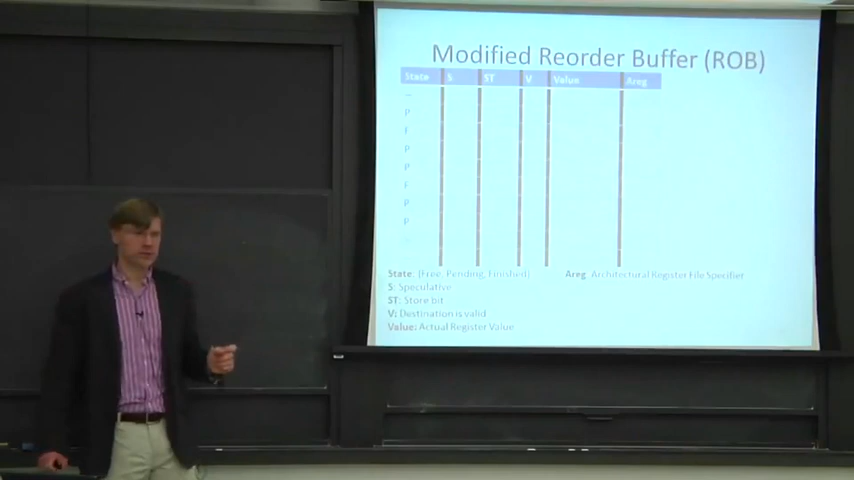 Modified Reorder Buffer (ROB)
State S ST V Value Areg
--
P
F
P
P
F
P
P
P
State: {Free, Pending, Finished} Areg: Architectural Register File Specifier
S: Speculative
ST: Store bit
V: Destination is valid
Value: Actual Register Value